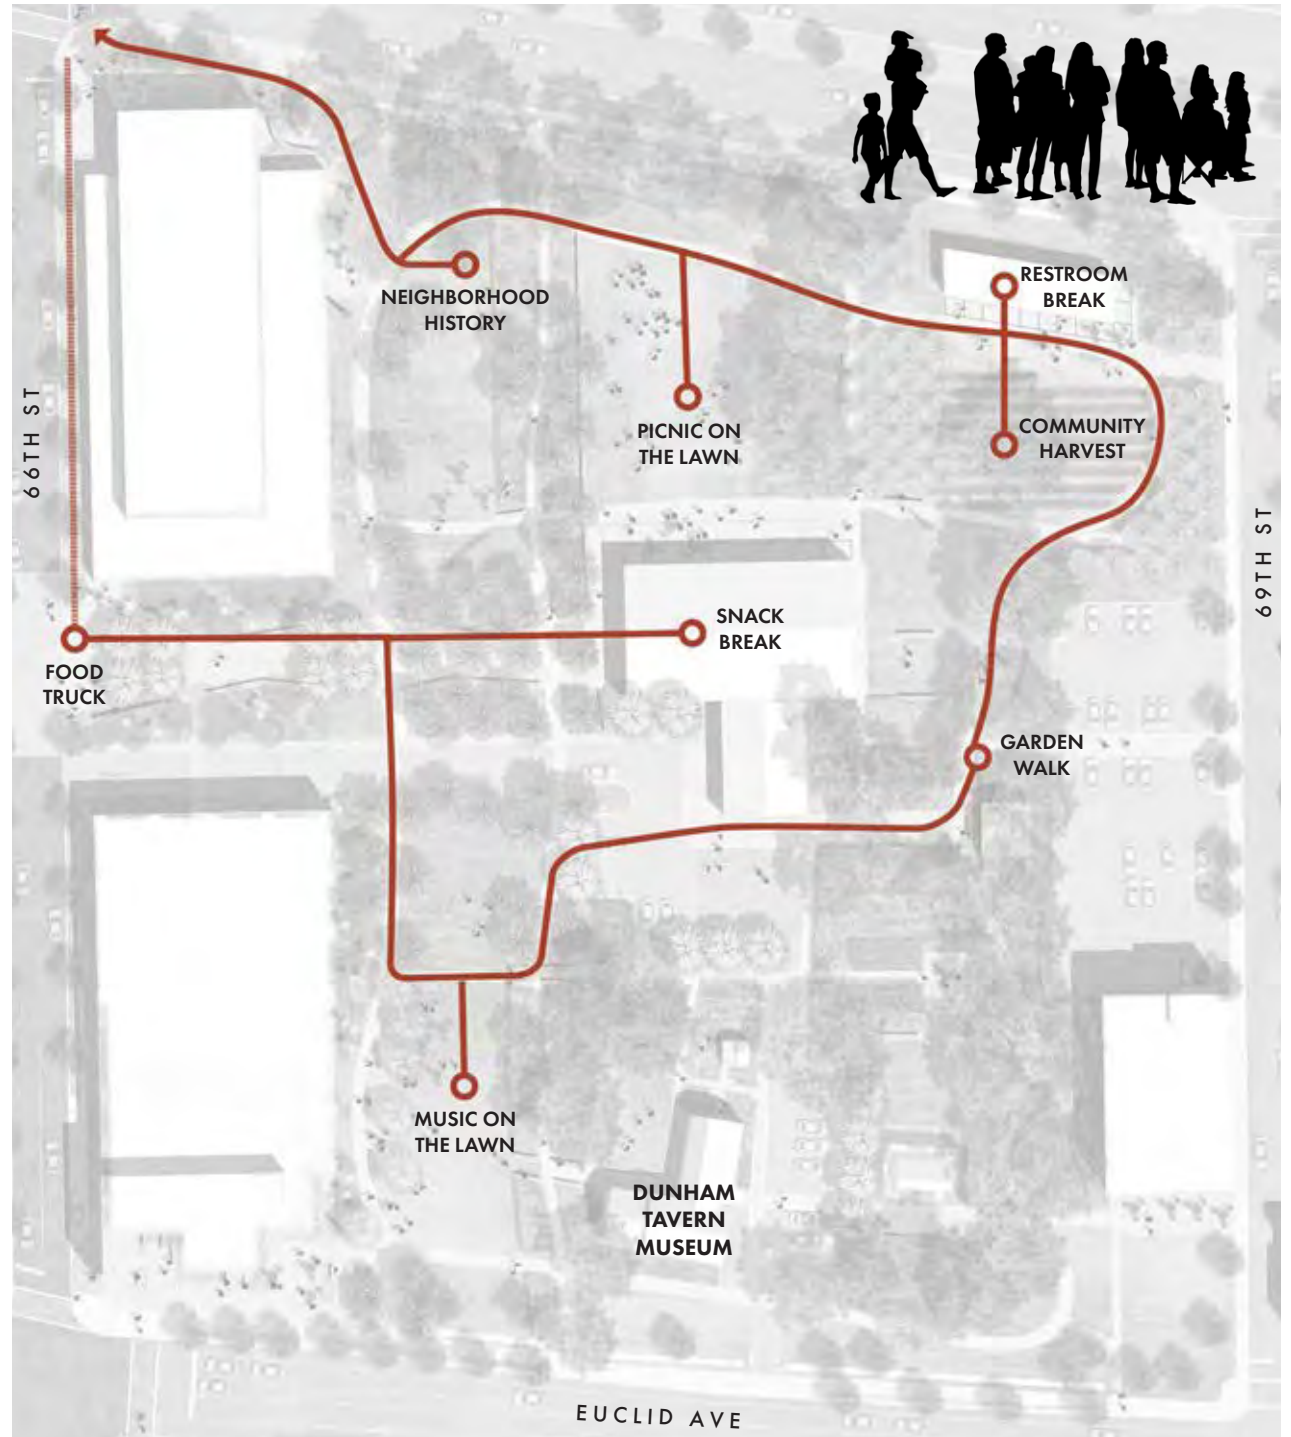 RESTROOM
BREAK
NEIGHBORHOOD
HISTORY
66TH ST
PICNIC ON
THE LAWN
COMMUNITY
HARVEST
69TH ST
SNACK
BREAK
FOOD
TRUCK
GARDEN
WALK
MUSIC ON
THE LAWN
DUNHAM
TAVERN
MUSEUM
EUCLID AVE